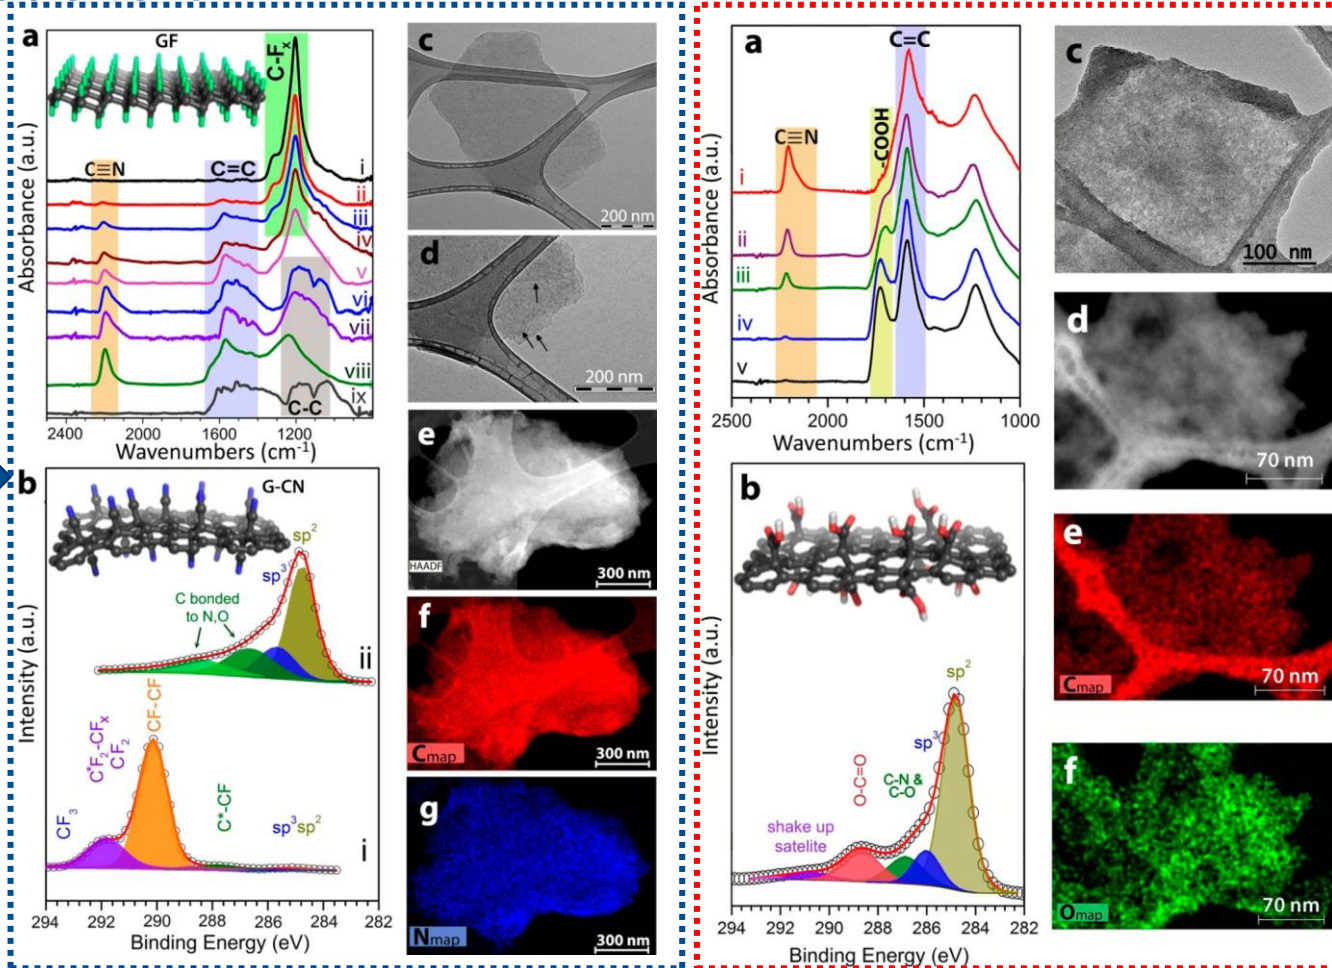 a
GF
C-Fx
C≡N
C=C
i
ii
iii
iv
v
vi
vii
viii
ix
C-C
Absorbance (a.u.)
2400 2000 1600 1200
Wavenumbers (cm⁻¹)
b
G-CN
sp²
sp³
C bonded
to N,O
ii
CF₃
C*F₂-CFₓ
CF₂
CF-CF
C*-CF
sp³sp²
i
Intensity (a.u.)
294 292 290 288 286 284 282
Binding Energy (eV)
c
200 nm
d
200 nm
e
HAADF
300 nm
f
Cmap
300 nm
g
Nmap
300 nm
a
C=C
-COOH
C≡N
i
ii
iii
iv
v
Absorbance (a.u.)
2500 2000 1500 1000
Wavenumbers (cm⁻¹)
b
sp²
sp³
C-N &
C-O
O-C=O
shake up
satelite
Intensity (a.u.)
294 292 290 288 286 284 282
Binding Energy (eV)
c
100 nm
d
70 nm
e
Cmap
70 nm
f
Omap
70 nm